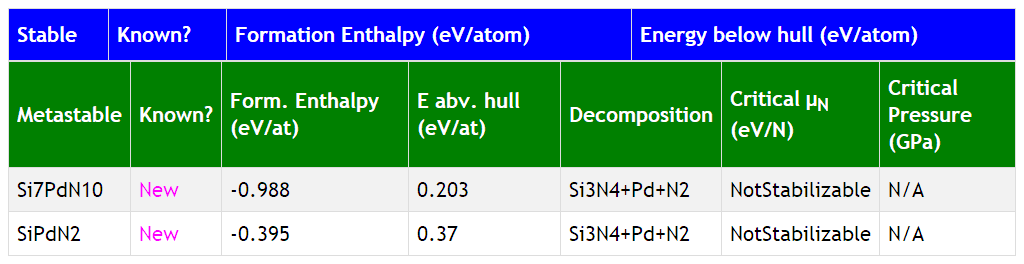 Stable Known? Formation Enthalpy (eV/atom) Energy below hull (eV/atom)
Metastable Known? Form. Enthalpy (eV/at) E abv. hull (eV/at) Decomposition Critical μN (eV/N) Critical Pressure (GPa)
Si7PdN10 New -0.988 0.203 Si3N4+Pd+N2 NotStabilizable N/A
SiPdN2 New -0.395 0.37 Si3N4+Pd+N2 NotStabilizable N/A